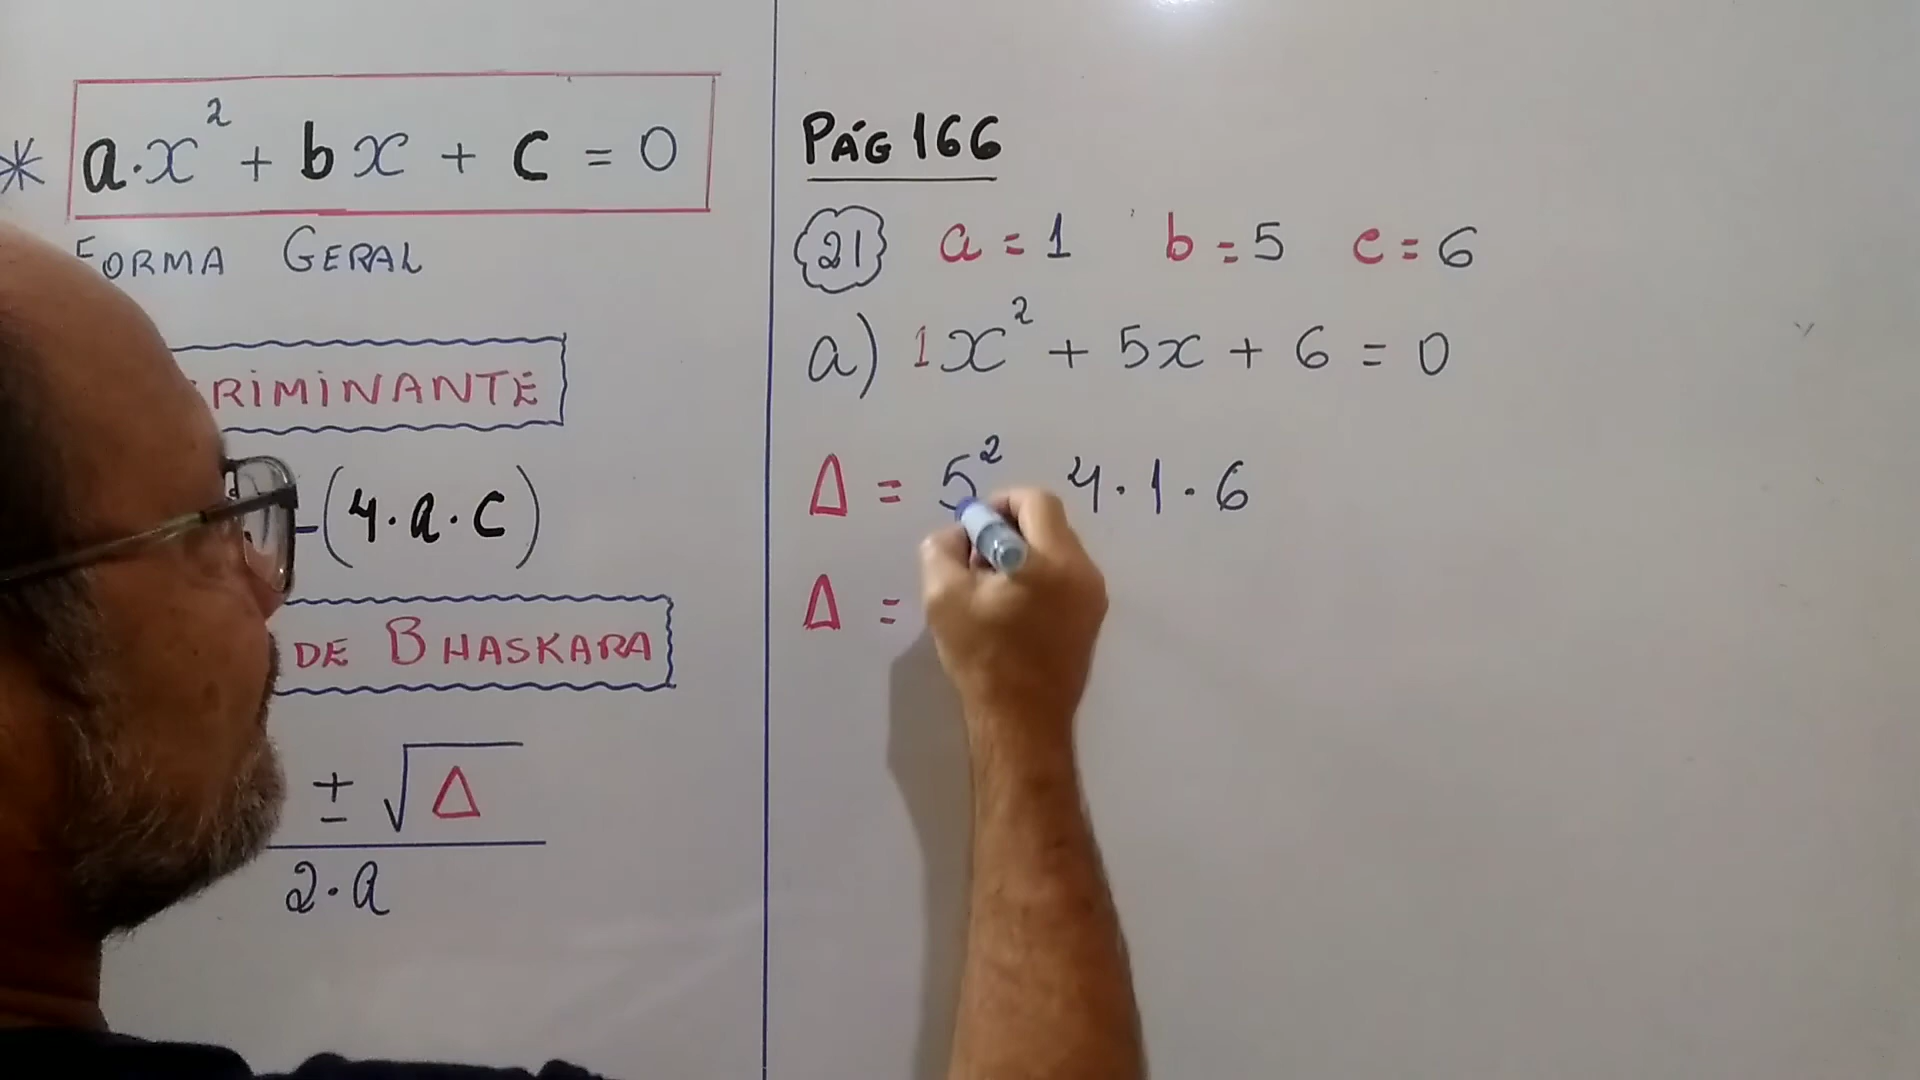 * a·x² + bx + c = 0
FORMA GERAL
RIMINANTE
-(4·a·c)
DE BHASKARA
± √Δ
2·a
PÁG 166
21 a = 1 b = 5 c = 6
a) 1x² + 5x + 6 = 0
Δ = 5² 4·1·6
Δ =